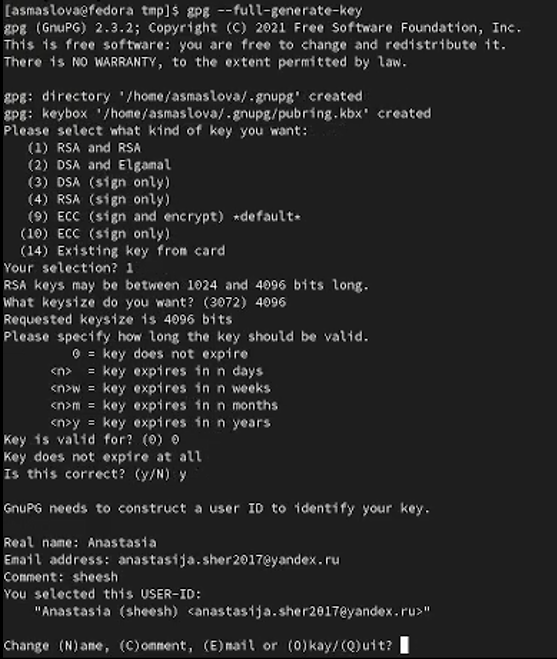 [asmaslova@fedora tmp]$ gpg --full-generate-key
gpg (GnuPG) 2.3.2; Copyright (C) 2021 Free Software Foundation, Inc.
This is free software: you are free to change and redistribute it.
There is NO WARRANTY, to the extent permitted by law.
gpg: directory '/home/asmaslova/.gnupg' created
gpg: keybox '/home/asmaslova/.gnupg/pubring.kbx' created
Please select what kind of key you want:
(1) RSA and RSA
(2) DSA and Elgamal
(3) DSA (sign only)
(4) RSA (sign only)
(9) ECC (sign and encrypt) *default*
(10) ECC (sign only)
(14) Existing key from card
Your selection? 1
RSA keys may be between 1024 and 4096 bits long.
What keysize do you want? (3072) 4096
Requested keysize is 4096 bits
Please specify how long the key should be valid.
0 = key does not expire
<n>  = key expires in n days
<n>w = key expires in n weeks
<n>m = key expires in n months
<n>y = key expires in n years
Key is valid for? (0) 0
Key does not expire at all
Is this correct? (y/N) y
GnuPG needs to construct a user ID to identify your key.
Real name: Anastasia
Email address: anastasija.sher2017@yandex.ru
Comment: sheesh
You selected this USER-ID:
"Anastasia (sheesh) <anastasija.sher2017@yandex.ru>"
Change (N)ame, (C)omment, (E)mail or (O)kay/(Q)uit?